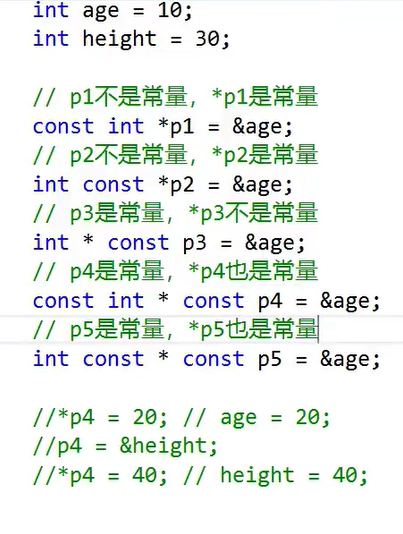 int age = 10;
int height = 30;
// p1不是常量，*p1是常量
const int *p1 = &age;
// p2不是常量，*p2是常量
int const *p2 = &age;
// p3是常量，*p3不是常量
int * const p3 = &age;
// p4是常量，*p4也是常量
const int * const p4 = &age;
// p5是常量，*p5也是常量
int const * const p5 = &age;
//*p4 = 20; // age = 20;
//p4 = &height;
//*p4 = 40; // height = 40;